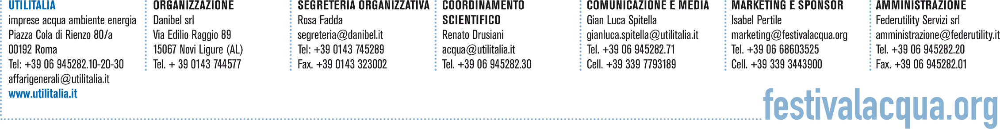 UTILITALIA
imprese acqua ambiente energia
Piazza Cola di Rienzo 80/a
00192 Roma
Tel: +39 06 945282.10-20-30
affarigenerali@utilitalia.it
www.utilitalia.it
ORGANIZZAZIONE
Danibel srl
Via Edilio Raggio 89
15067 Novi Ligure (AL)
Tel. + 39 0143 744577
SEGRETERIA ORGANIZZATIVA
Rosa Fadda
segreteria@danibel.it
Tel: +39 0143 745289
Fax. +39 0143 323002
COORDINAMENTO
SCIENTIFICO
Renato Drusiani
acqua@utilitalia.it
Tel. +39 06 945282.30
COMUNICAZIONE E MEDIA
Gian Luca Spitella
gianluca.spitella@utilitalia.it
Tel. +39 06 945282.71
Cell. +39 339 7793189
MARKETING E SPONSOR
Isabel Pertile
marketing@festivalacqua.org
Tel. +39 06 68603525
Cell. +39 339 3443900
AMMINISTRAZIONE
Federutility Servizi srl
amministrazione@federutility.it
Tel. +39 06 945282.20
Fax. +39 06 945282.01
festivalacqua.org